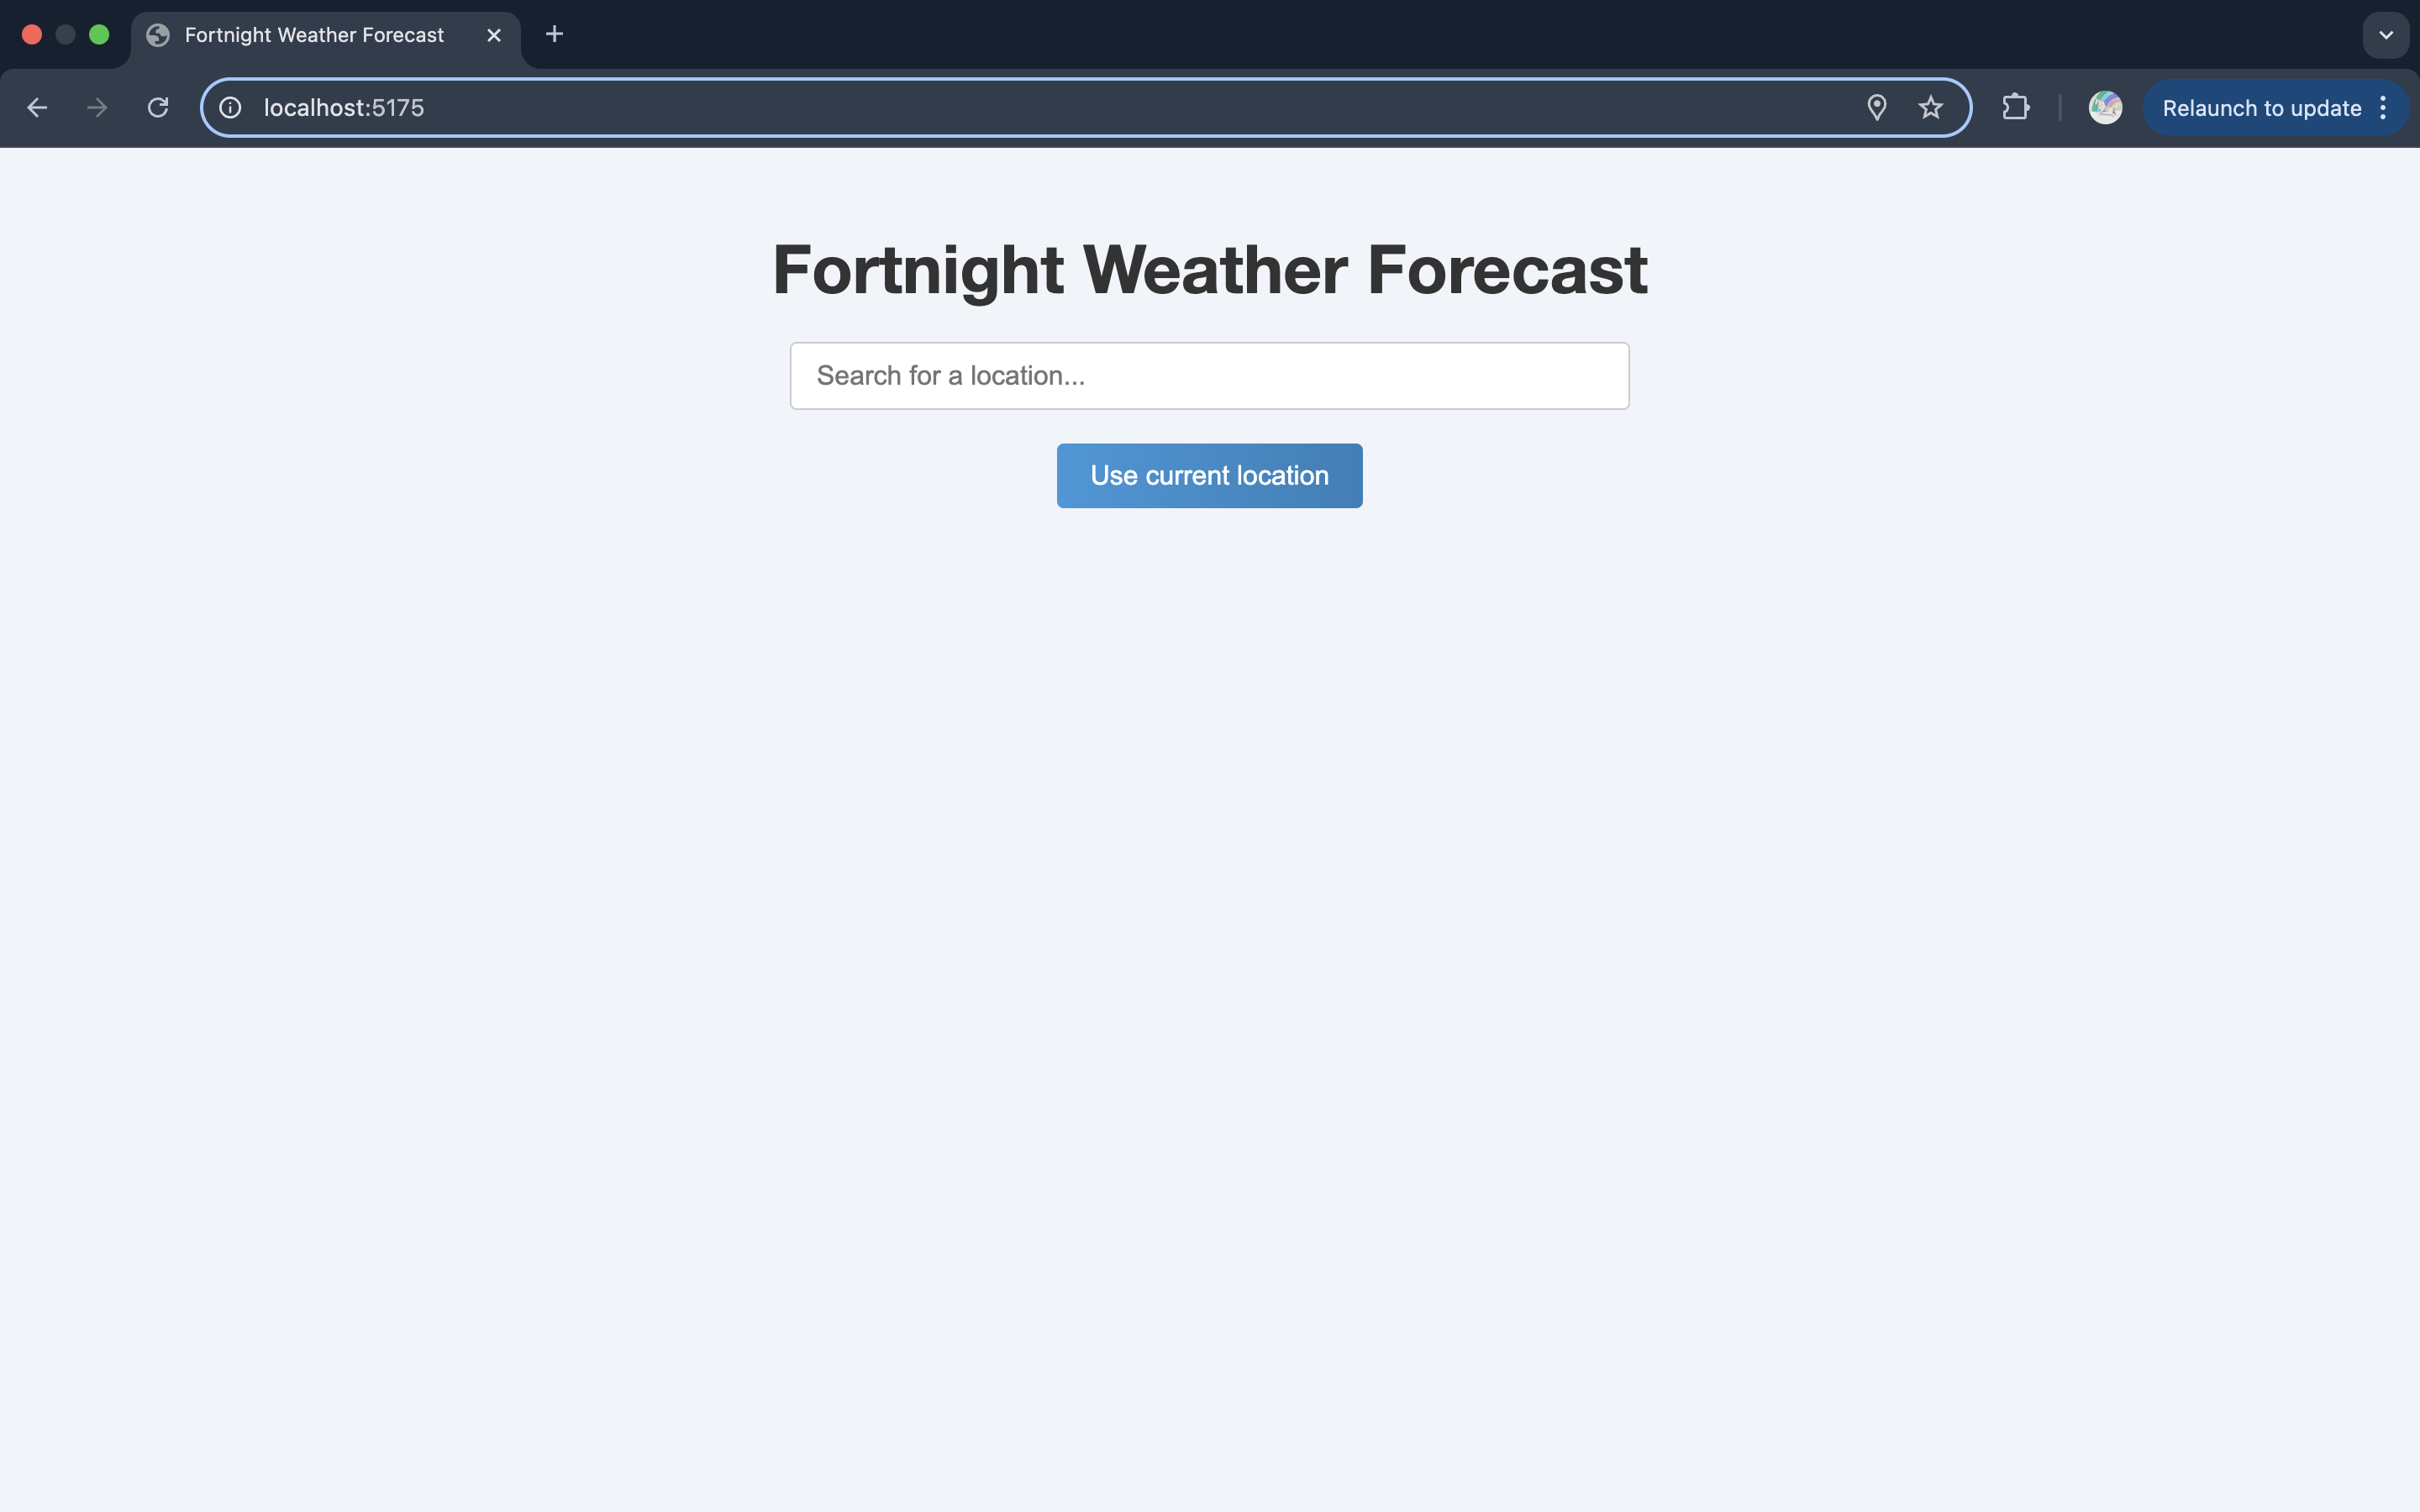 Fortnight Weather Forecast
localhost:5175
Relaunch to update
Fortnight Weather Forecast
Search for a location...
Use current location